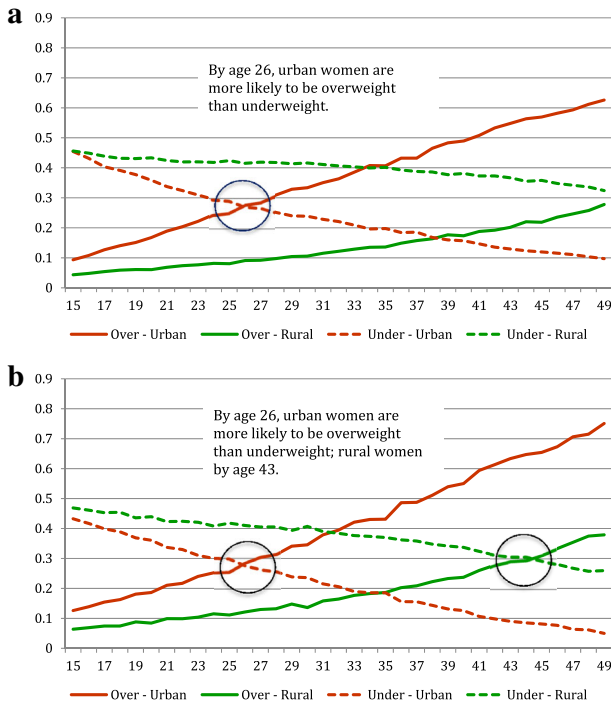 a
0.9
0.8
0.7
0.6
0.5
0.4
0.3
0.2
0.1
0
By age 26, urban women are
more likely to be overweight
than underweight.
15 17 19 21 23 25 27 29 31 33 35 37 39 41 43 45 47 49
Over - Urban Over - Rural Under - Urban Under - Rural
b
0.9
0.8
0.7
0.6
0.5
0.4
0.3
0.2
0.1
0
By age 26, urban women are
more likely to be overweight
than underweight; rural women
by age 43.
15 17 19 21 23 25 27 29 31 33 35 37 39 41 43 45 47 49
Over - Urban Over - Rural Under - Urban Under - Rural